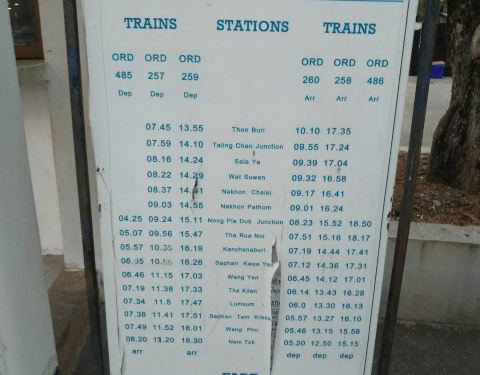 TRAINS STATIONS TRAINS
ORD ORD ORD ORD ORD ORD
485 257 259 260 258 486
Dep Dep Dep Arr Arr Arr
07.45 13.55 Thon Buri 10.10 17.35
07.59 14.10 Taling Chan Junction 09.55 17.24
08.16 14.24 Sala Ya 09.39 17.04
08.22 14.29 Wat Suwan 09.32 16.58
08.37 Nakhon Chaisi 09.17 16.41
09.03 14.55 Nakhon Pathom 09.01 16.24
04.25 09.24 15.11 Nong Pla Duk Junction 08.23 15.52 18.50
05.07 09.56 15.47 Tha Rua Noi 07.51 15.16 18.17
05.57 10.35 16.19 Kanchanaburi 07.19 14.44 17.41
06.05 16.26 Saphan Kwae Yai 07.12 14.38 17.31
06.46 11.15 17.03 Wang Yen 06.45 14.12 17.01
07.19 11.38 17.33 Tha Kilen 06.14 13.43 16.28
07.34 11.5 17.47 Lumsum 06.0 13.30 16.13
07.38 11.41 17.51 Saphan Tam Krasae 05.57 13.27 16.10
07.49 11.52 18.01 Wang Pho 05.46 13.15 15.58
08.20 18.30 Nam Tok 05.20 12.50 15.15
arr arr dep dep dep